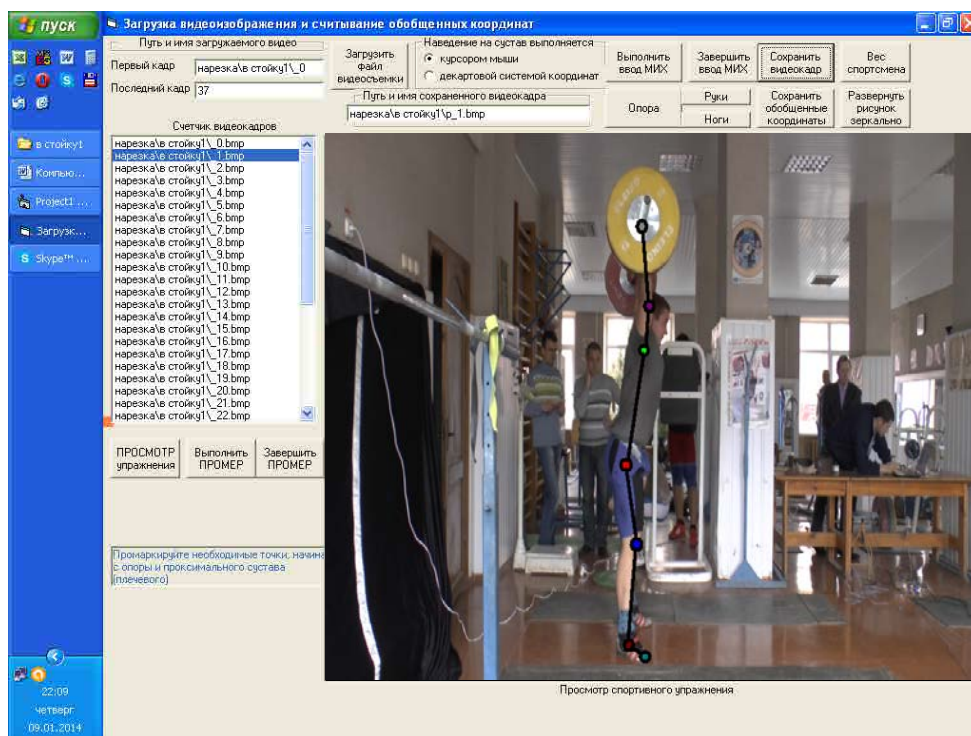 пуск
Загрузка видеоизображения и считывание обобщенных координат
Путь и имя загружаемого видео
Первый кадр
нарезка\в стойку1\_0
Последний кадр
37
Загрузить
файл
видеосъемки
Наведение на сустав выполняется
курсором мыши
декартовой системой координат
Путь и имя сохраненного видеокадра
нарезка\в стойку1\p_1.bmp
Выполнить
ввод МИХ
Завершить
ввод МИХ
Сохранить
видеокадр
Вес
спортсмена
Опора
Руки
Ноги
Сохранить
обобщенные
координаты
Развернуть
рисунок
зеркально
Счетчик видеокадров
нарезка\в стойку1\_0.bmp
нарезка\в стойку1\_1.bmp
нарезка\в стойку1\_2.bmp
нарезка\в стойку1\_3.bmp
нарезка\в стойку1\_4.bmp
нарезка\в стойку1\_5.bmp
нарезка\в стойку1\_6.bmp
нарезка\в стойку1\_7.bmp
нарезка\в стойку1\_8.bmp
нарезка\в стойку1\_9.bmp
нарезка\в стойку1\_10.bmp
нарезка\в стойку1\_11.bmp
нарезка\в стойку1\_12.bmp
нарезка\в стойку1\_13.bmp
нарезка\в стойку1\_14.bmp
нарезка\в стойку1\_15.bmp
нарезка\в стойку1\_16.bmp
нарезка\в стойку1\_17.bmp
нарезка\в стойку1\_18.bmp
нарезка\в стойку1\_19.bmp
нарезка\в стойку1\_20.bmp
нарезка\в стойку1\_21.bmp
нарезка\в стойку1\_22.bmp
в стойку1
Компью...
Project1 ...
Загрузк...
Skype™ ...
ПРОСМОТР
упражнения
Выполнить
ПРОМЕР
Завершить
ПРОМЕР
Промаркируйте необходимые точки, начина
с опоры и проксимального сустава
(плечевого)
Просмотр спортивного упражнения
22:09
четверг
09.01.2014